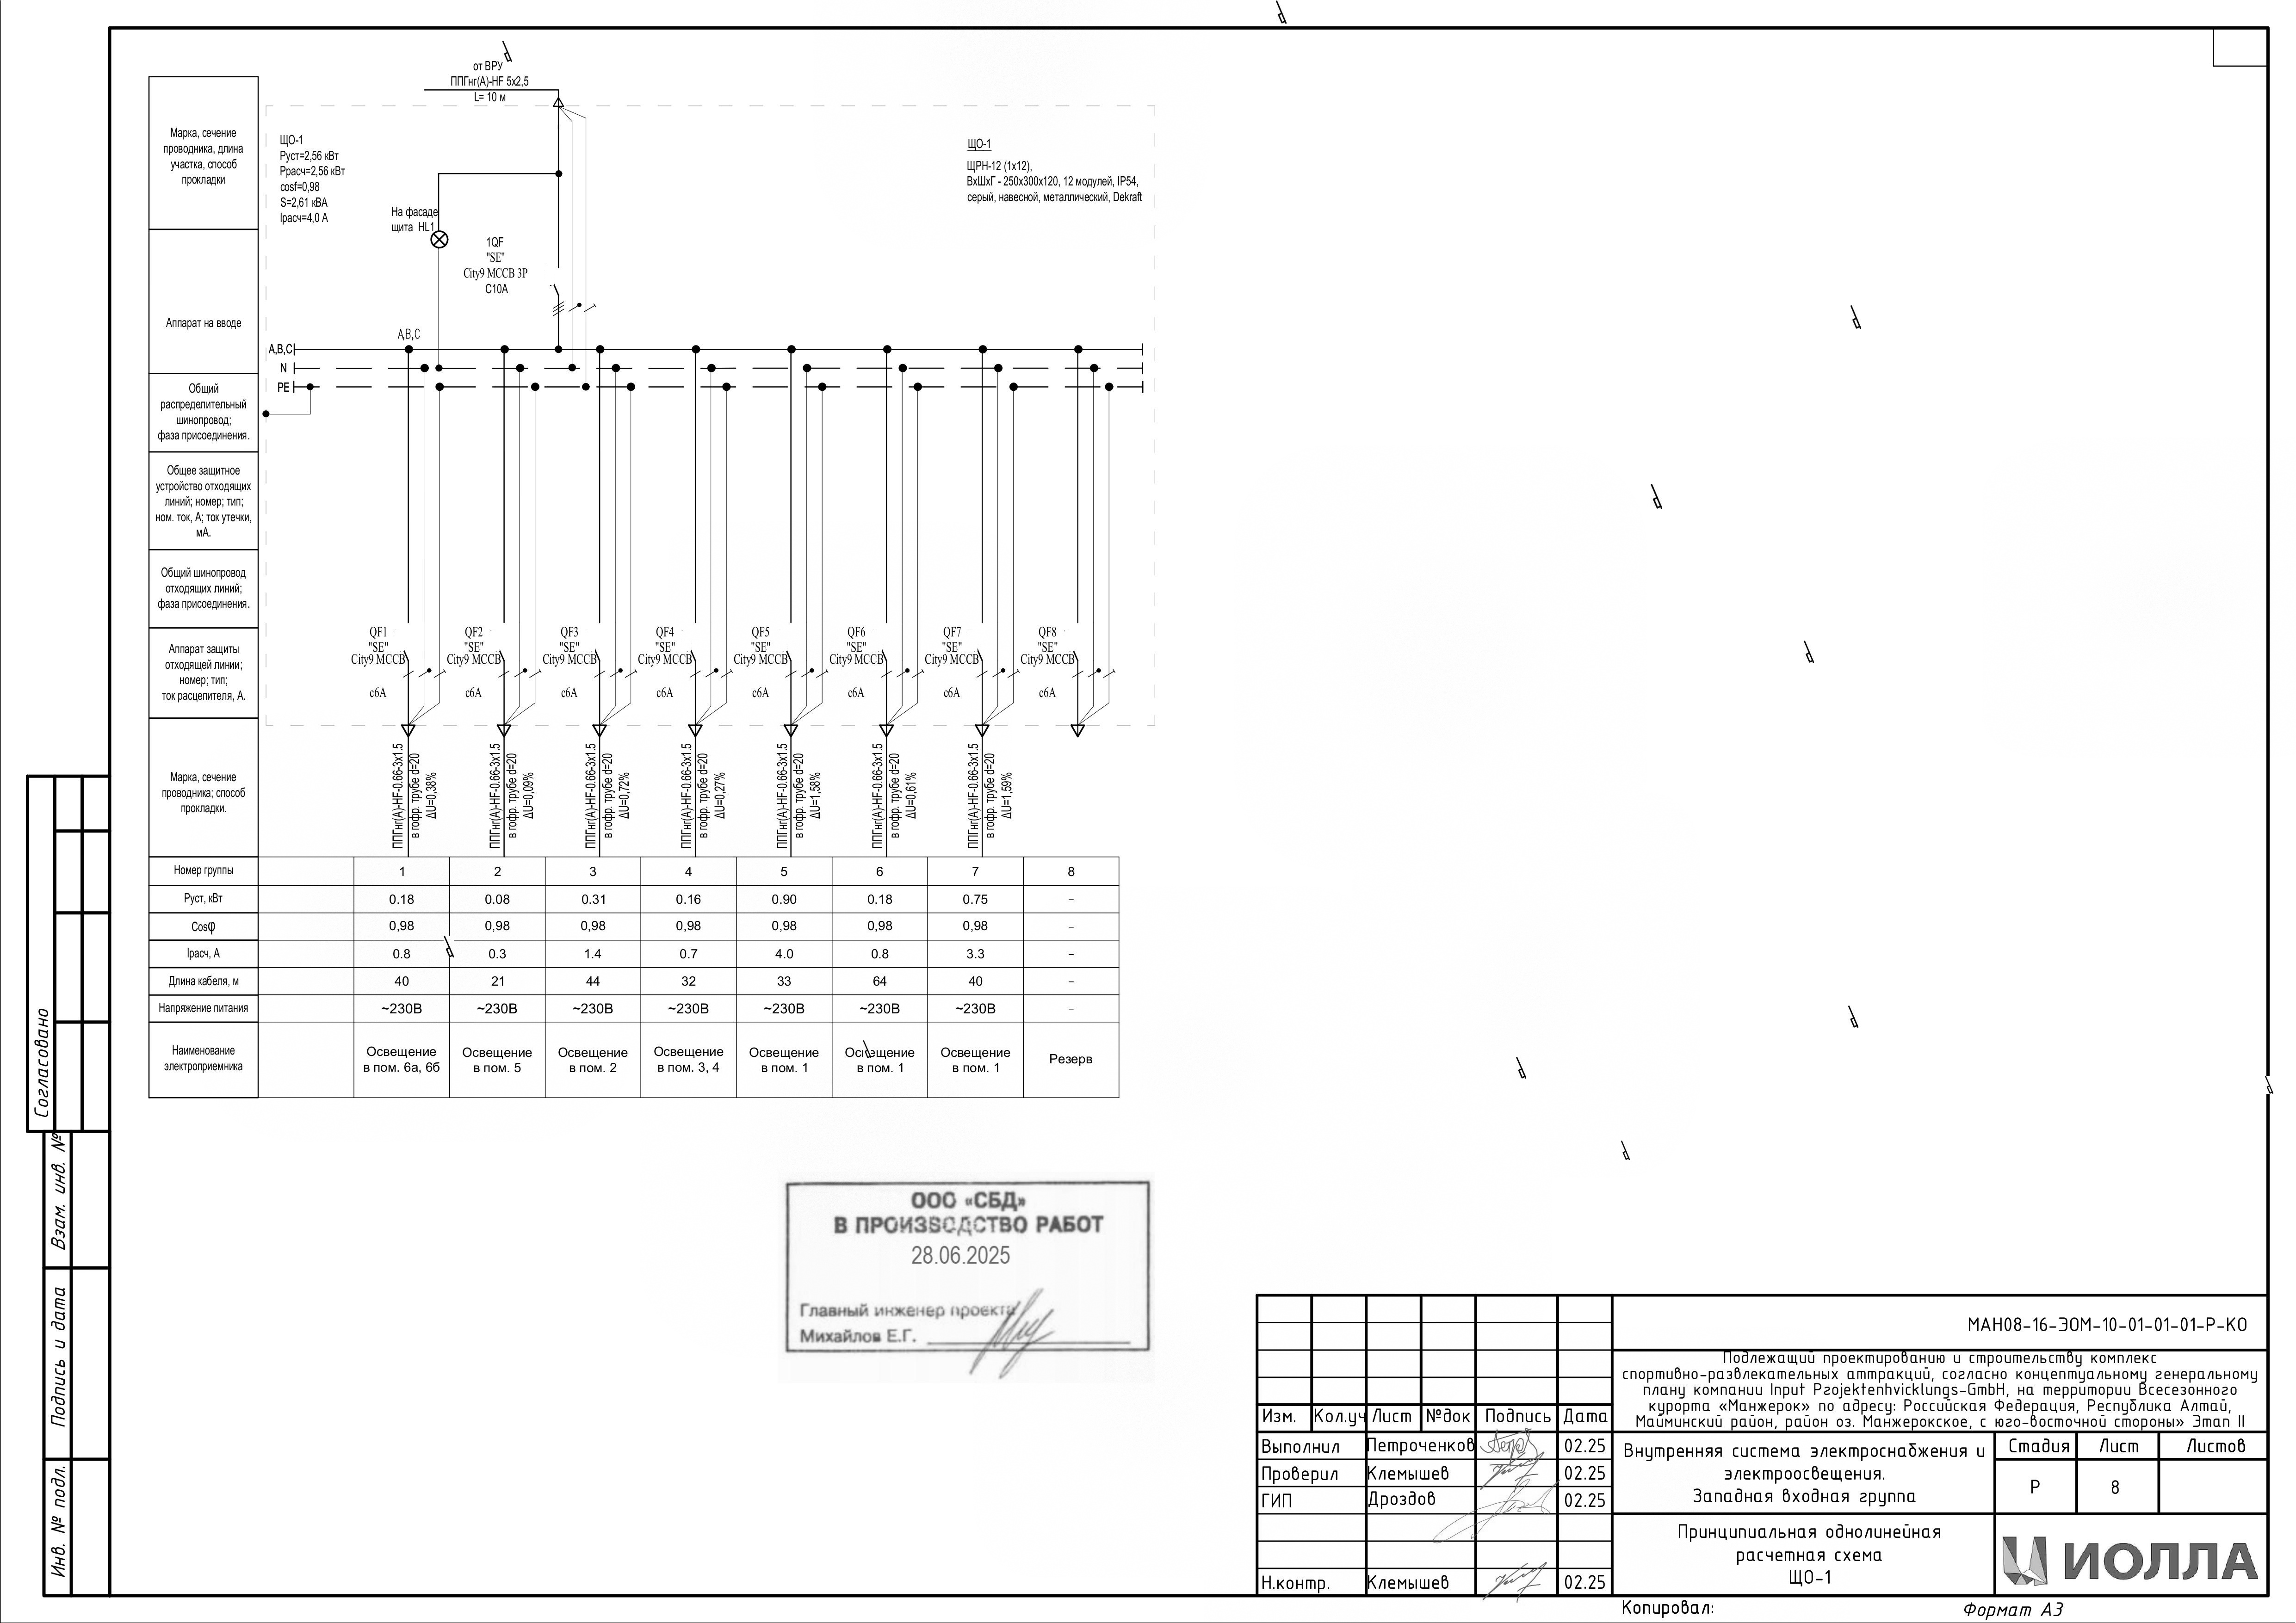 от ВРУ
ППГнг(А)-HF 5х2,5
L= 10 м
Марка, сечение
проводника, длина
участка, способ
прокладки
ЩО-1
Руст=2,56 кВт
Ррасч=2,56 кВт
cosf=0,98
S=2,61 кВА
Iрасч=4,0 А
ЩО-1
ЩРН-12 (1х12),
ВхШхГ - 250х300х120, 12 модулей, IP54,
серый, навесной, металлический, Dekraft
На фасаде
щита HL1
1QF
"SE"
City9 MCCB 3P
C10A
Аппарат на вводе
A,B,C
A,B,C
N
PE
Общий
распределительный
шинопровод;
фаза присоединения.
Общее защитное
устройство отходящих
линий; номер; тип;
ном. ток, А; ток утечки,
мА.
Общий шинопровод
отходящих линий;
фаза присоединения.
Аппарат защиты
отходящей линии;
номер; тип;
ток расцепителя, А.
QF1 QF2 QF3 QF4 QF5 QF6 QF7 QF8
"SE" "SE" "SE" "SE" "SE" "SE" "SE" "SE"
City9 MCCB City9 MCCB City9 MCCB City9 MCCB City9 MCCB City9 MCCB City9 MCCB City9 MCCB
c6A c6A c6A c6A c6A c6A c6A c6A
Марка, сечение
проводника; способ
прокладки.
ППГнг(А)-HF-0.66-3х1.5
в гофр. трубе d=20
ΔU=0,38%
ППГнг(А)-HF-0.66-3х1.5
в гофр. трубе d=20
ΔU=0,09%
ППГнг(А)-HF-0.66-3х1.5
в гофр. трубе d=20
ΔU=0,72%
ППГнг(А)-HF-0.66-3х1.5
в гофр. трубе d=20
ΔU=0,27%
ППГнг(А)-HF-0.66-3х1.5
в гофр. трубе d=20
ΔU=1,58%
ППГнг(А)-HF-0.66-3х1.5
в гофр. трубе d=20
ΔU=0,61%
ППГнг(А)-HF-0.66-3х1.5
в гофр. трубе d=20
ΔU=1,59%
Номер группы 1 2 3 4 5 6 7 8
Руст, кВт 0.18 0.08 0.31 0.16 0.90 0.18 0.75 –
Cosφ 0,98 0,98 0,98 0,98 0,98 0,98 0,98 –
Iрасч, А 0.8 0.3 1.4 0.7 4.0 0.8 3.3 –
Длина кабеля, м 40 21 44 32 33 64 40 –
Напряжение питания ~230В ~230В ~230В ~230В ~230В ~230В ~230В –
Наименование
электроприемника
Освещение
в пом. 6а, 6б
Освещение
в пом. 5
Освещение
в пом. 2
Освещение
в пом. 3, 4
Освещение
в пом. 1
Освещение
в пом. 1
Освещение
в пом. 1
Резерв
Согласовано
Взам. инв. №
Подпись и дата
Инв. № подл.
ООО «СБД»
В ПРОИЗВОДСТВО РАБОТ
28.06.2025
Главный инженер проекта
Михайлов Е.Г.
МАН08-16-ЭОМ-10-01-01-01-Р-КО
Подлежащий проектированию и строительству комплекс
спортивно-развлекательных аттракций, согласно концептуальному генеральному
плану компании Input Projektenhvicklungs-GmbH, на территории Всесезонного
курорта «Манжерок» по адресу: Российская Федерация, Республика Алтай,
Майминский район, район оз. Манжерокское, с юго-восточной стороны» Этап II
Изм. Кол.уч Лист №док Подпись Дата
Выполнил Петроченков 02.25
Проверил Клемышев 02.25
ГИП Дроздов 02.25
Н.контр. Клемышев 02.25
Внутренняя система электроснабжения и
электроосвещения.
Западная входная группа
Стадия Лист Листов
Р 8
Принципиальная однолинейная
расчетная схема
ЩО-1
ИОЛЛА
Копировал:
Формат А3